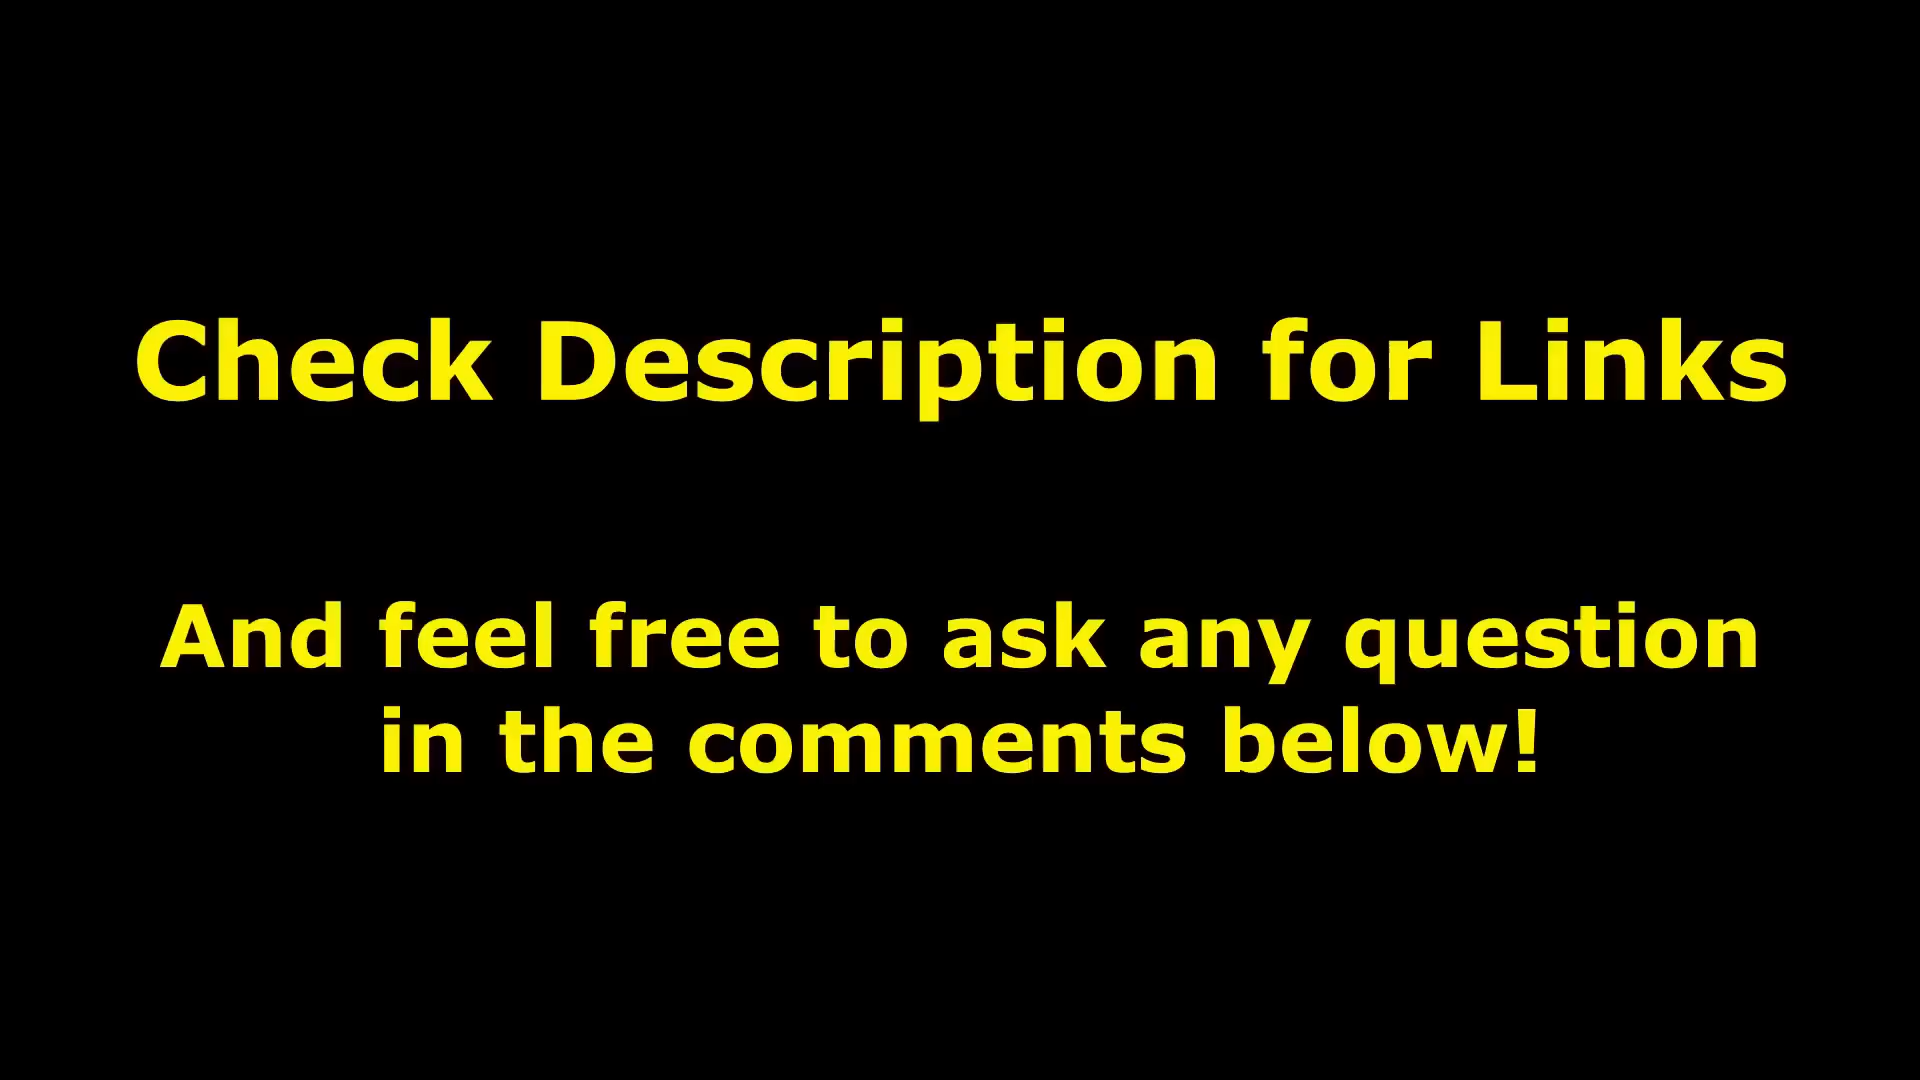 Check Description for Links
And feel free to ask any question
in the comments below!